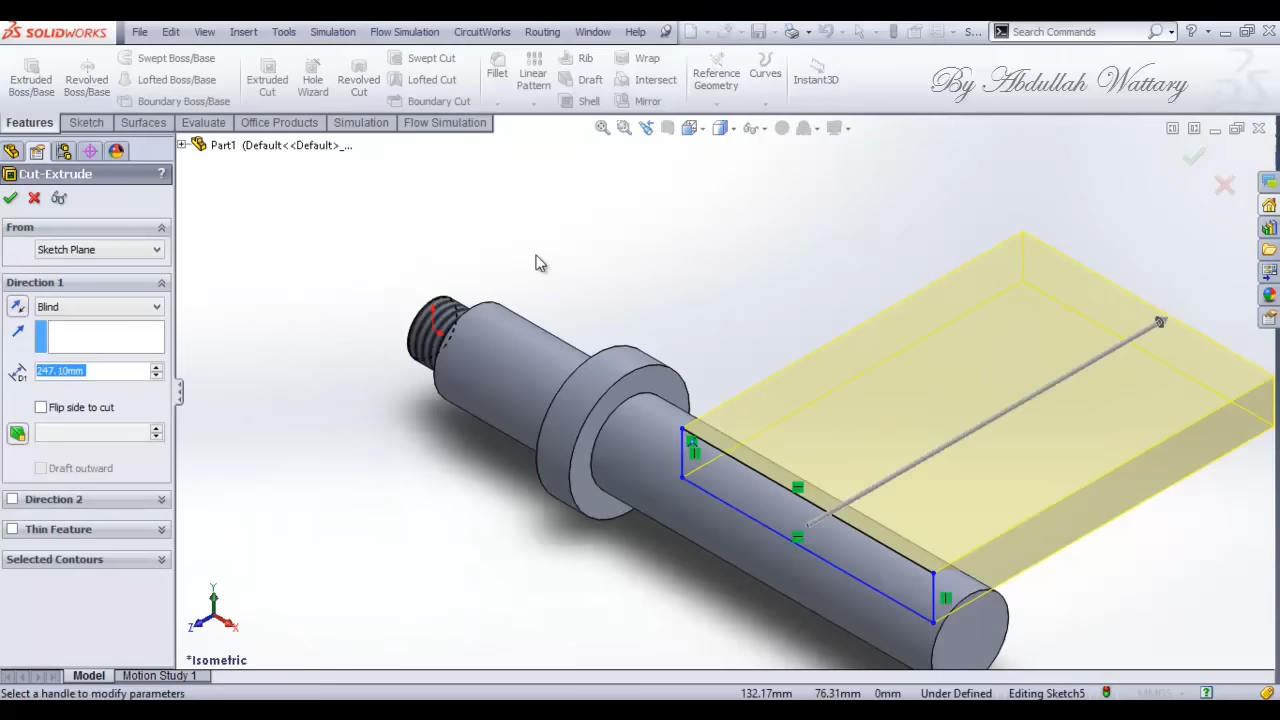 SOLIDWORKS File Edit View Insert Tools Simulation Flow Simulation CircuitWorks Routing Window Help S... Search Commands ?
Extruded Boss/Base
Revolved Boss/Base
Swept Boss/Base
Lofted Boss/Base
Boundary Boss/Base
Extruded Cut
Hole Wizard
Revolved Cut
Swept Cut
Lofted Cut
Boundary Cut
Fillet
Linear Pattern
Rib
Draft
Shell
Wrap
Intersect
Mirror
Reference Geometry
Curves
Instant3D
By Abdullah Wattary
Features Sketch Surfaces Evaluate Office Products Simulation Flow Simulation
Part1 (Default<<Default>_...
Cut-Extrude ?
From
Sketch Plane
Direction 1
Blind
D1
247.10mm
Flip side to cut
Draft outward
Direction 2
Thin Feature
Selected Contours
Y
Z X
*Isometric
Model Motion Study 1
Select a handle to modify parameters 132.17mm 76.31mm 0mm Under Defined Editing Sketch5 MMGS ?